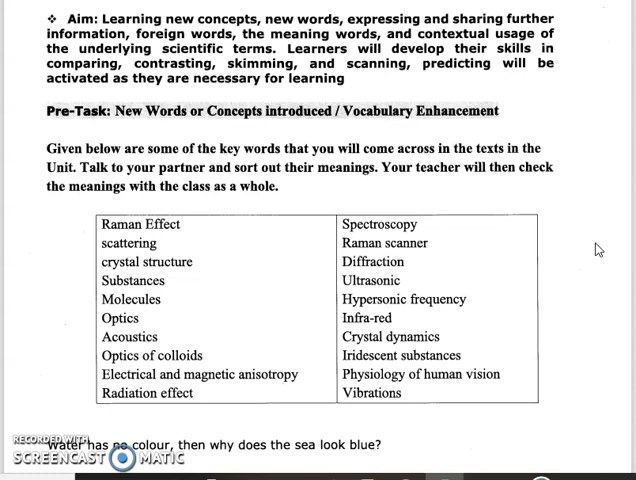 ❖ Aim: Learning new concepts, new words, expressing and sharing further
information, foreign words, the meaning words, and contextual usage of
the underlying scientific terms. Learners will develop their skills in
comparing, contrasting, skimming, and scanning, predicting will be
activated as they are necessary for learning
Pre-Task: New Words or Concepts introduced / Vocabulary Enhancement
Given below are some of the key words that you will come across in the texts in the
Unit. Talk to your partner and sort out their meanings. Your teacher will then check
the meanings with the class as a whole.
Raman Effect Spectroscopy
scattering Raman scanner
crystal structure Diffraction
Substances Ultrasonic
Molecules Hypersonic frequency
Optics Infra-red
Acoustics Crystal dynamics
Optics of colloids Iridescent substances
Electrical and magnetic anisotropy Physiology of human vision
Radiation effect Vibrations
Water has no colour, then why does the sea look blue?
RECORDED WITH
SCREENCAST MATIC